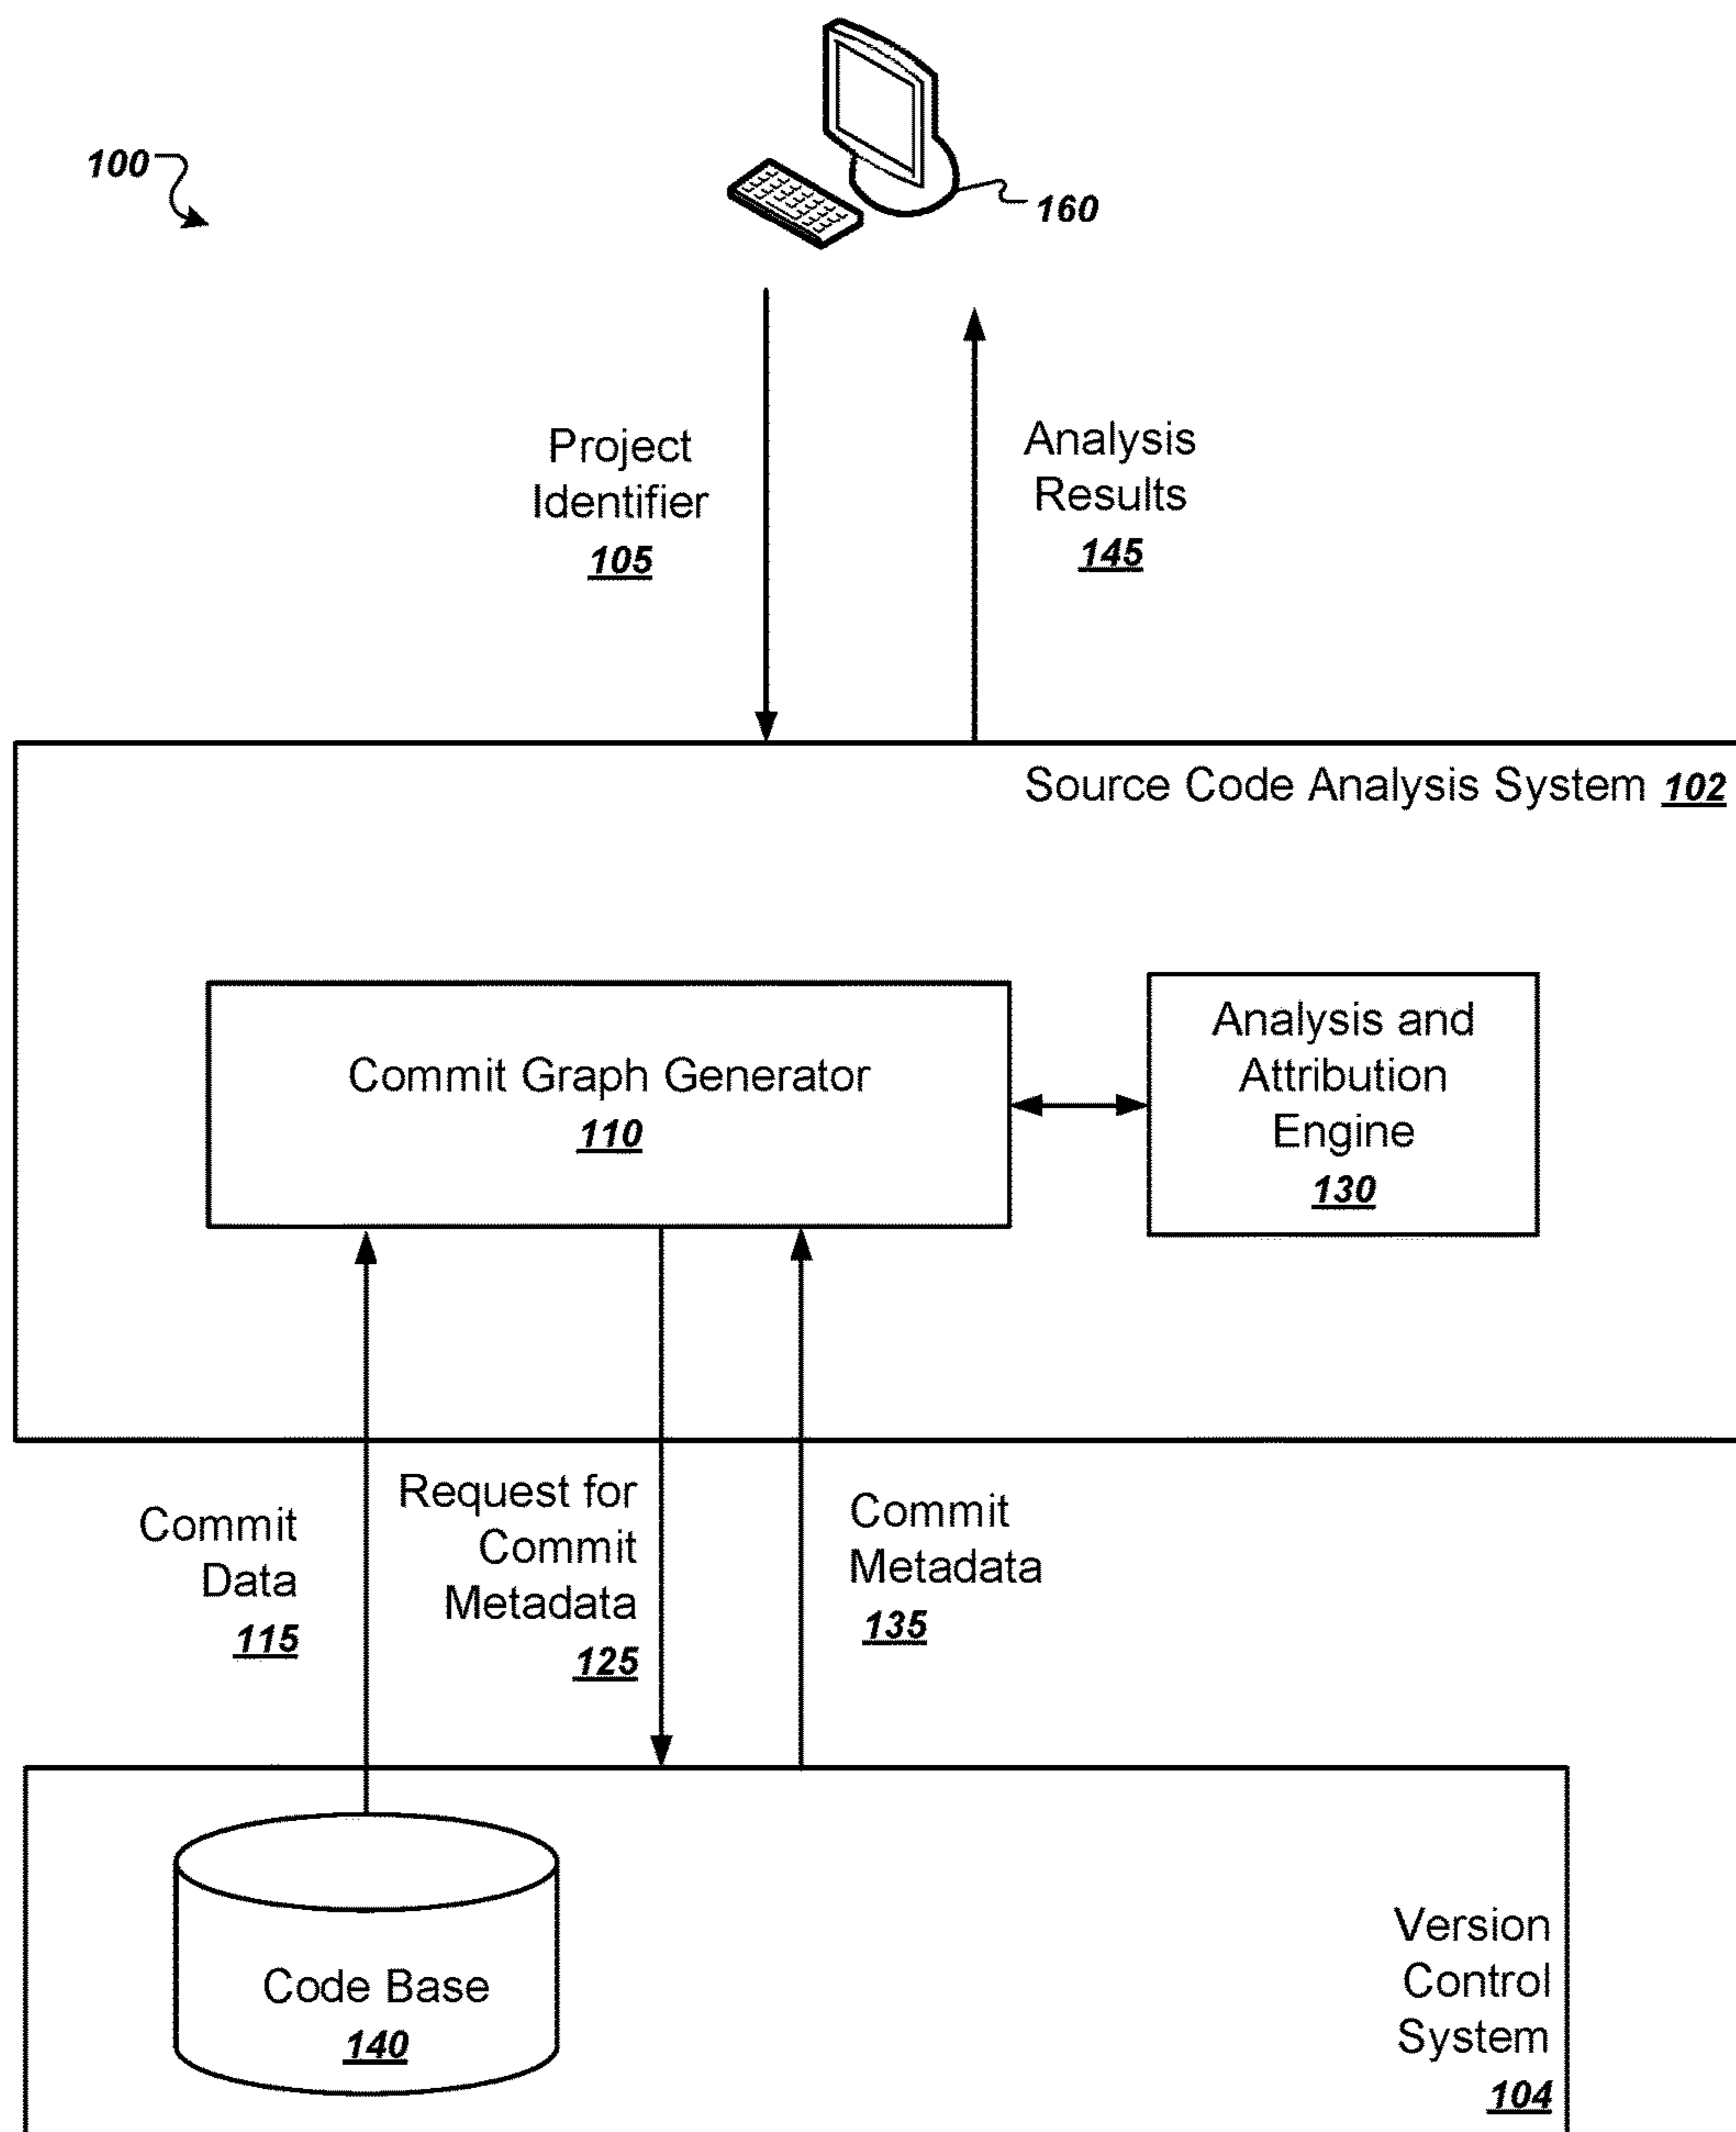 100
160
Project
Identifier
105
Analysis
Results
145
Source Code Analysis System 102
Commit Graph Generator
110
Analysis and
Attribution
Engine
130
Commit
Data
115
Request for
Commit
Metadata
125
Commit
Metadata
135
Code Base
140
Version
Control
System
104